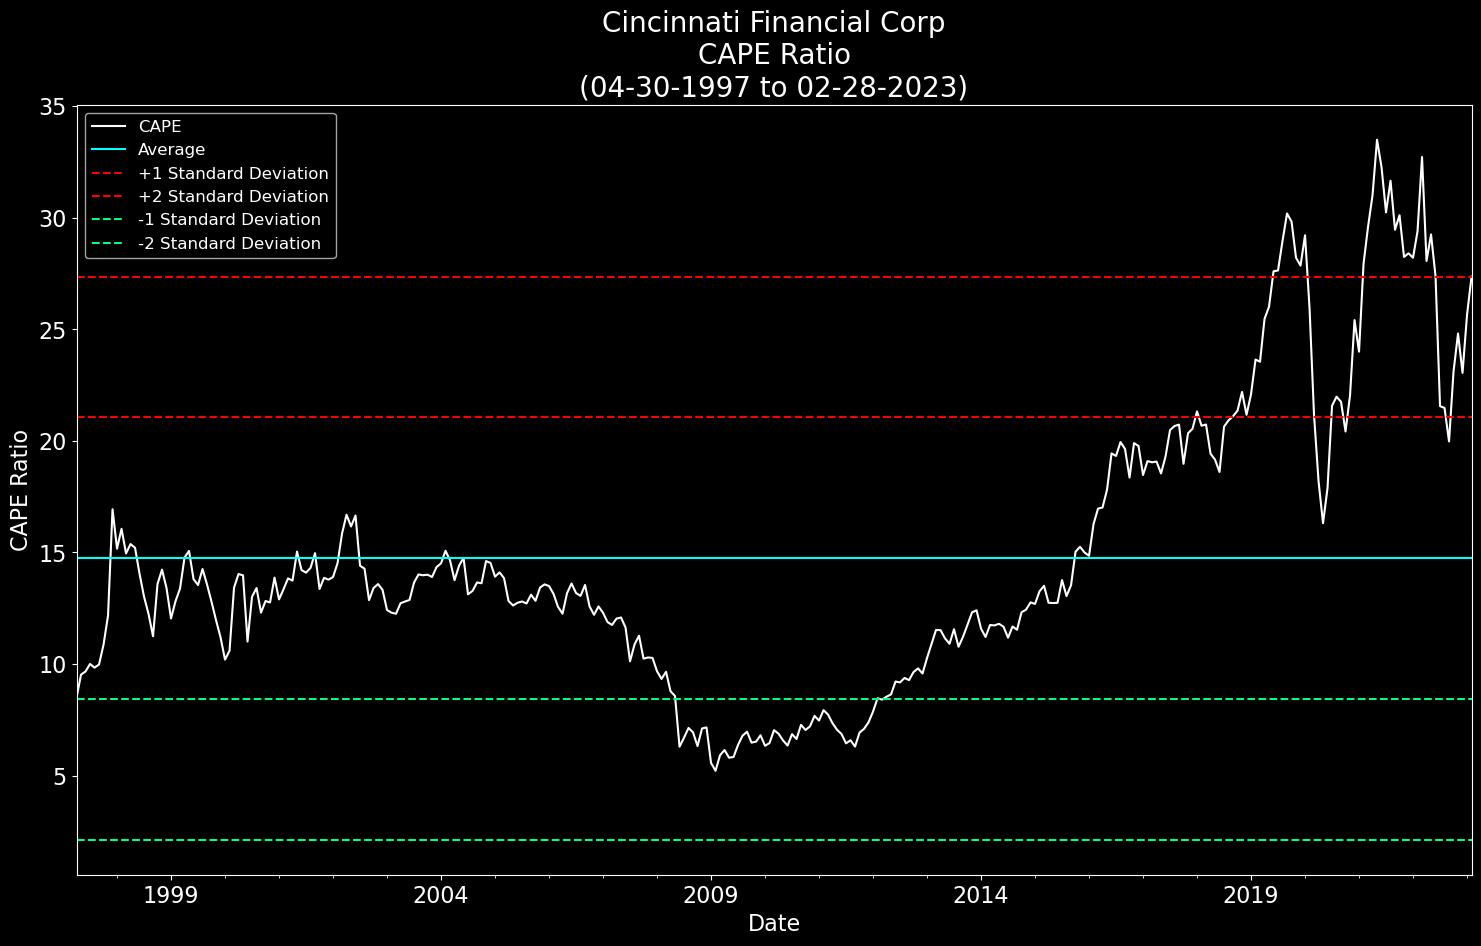 Cincinnati Financial Corp
CAPE Ratio
(04-30-1997 to 02-28-2023)
CAPE
Average
+1 Standard Deviation
+2 Standard Deviation
-1 Standard Deviation
-2 Standard Deviation
CAPE Ratio
35
30
25
20
15
10
5
1999 2004 2009 2014 2019
Date